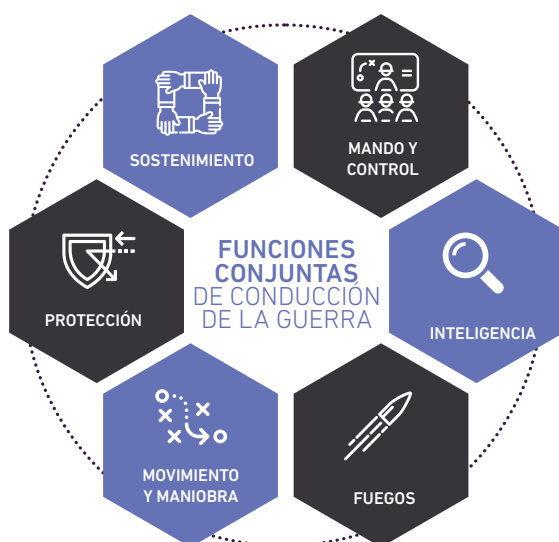 SOSTENIMIENTO
MANDO Y
CONTROL
PROTECCIÓN
FUNCIONES
CONJUNTAS
DE CONDUCCIÓN
DE LA GUERRA
INTELIGENCIA
MOVIMIENTO
Y MANIOBRA
FUEGOS